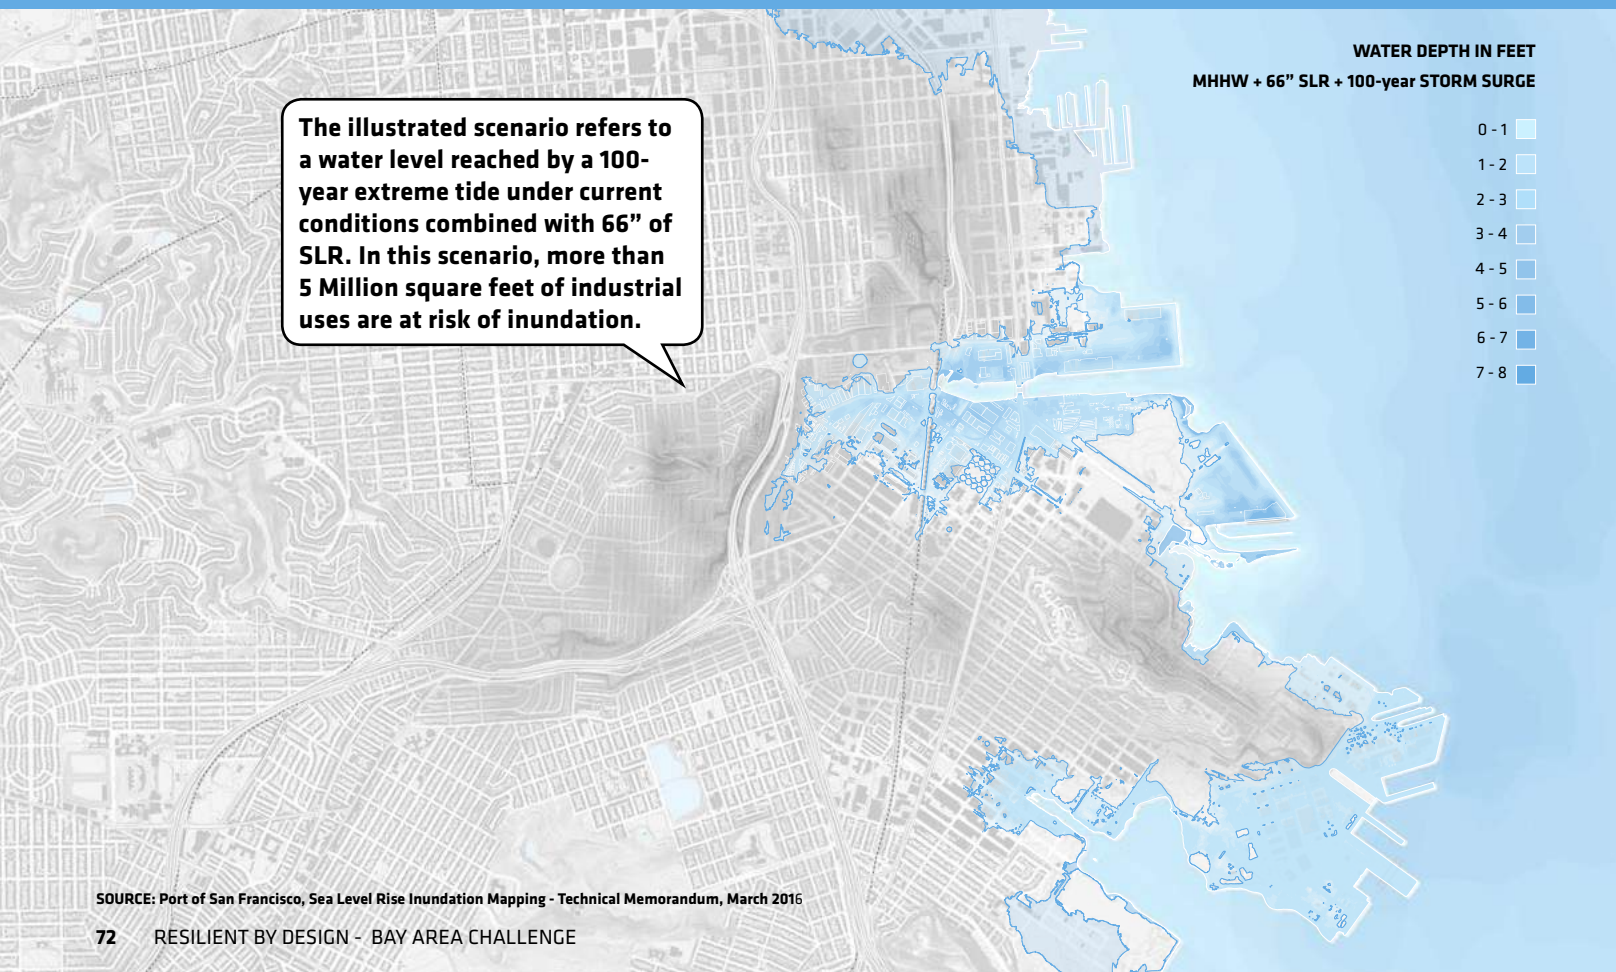 WATER DEPTH IN FEET
MHHW + 66” SLR + 100-year STORM SURGE
0 - 1
1 - 2
2 - 3
3 - 4
4 - 5
5 - 6
6 - 7
7 - 8
The illustrated scenario refers to
a water level reached by a 100-
year extreme tide under current
conditions combined with 66” of
SLR. In this scenario, more than
5 Million square feet of industrial
uses are at risk of inundation.
SOURCE: Port of San Francisco, Sea Level Rise Inundation Mapping - Technical Memorandum, March 2016
72 RESILIENT BY DESIGN - BAY AREA CHALLENGE